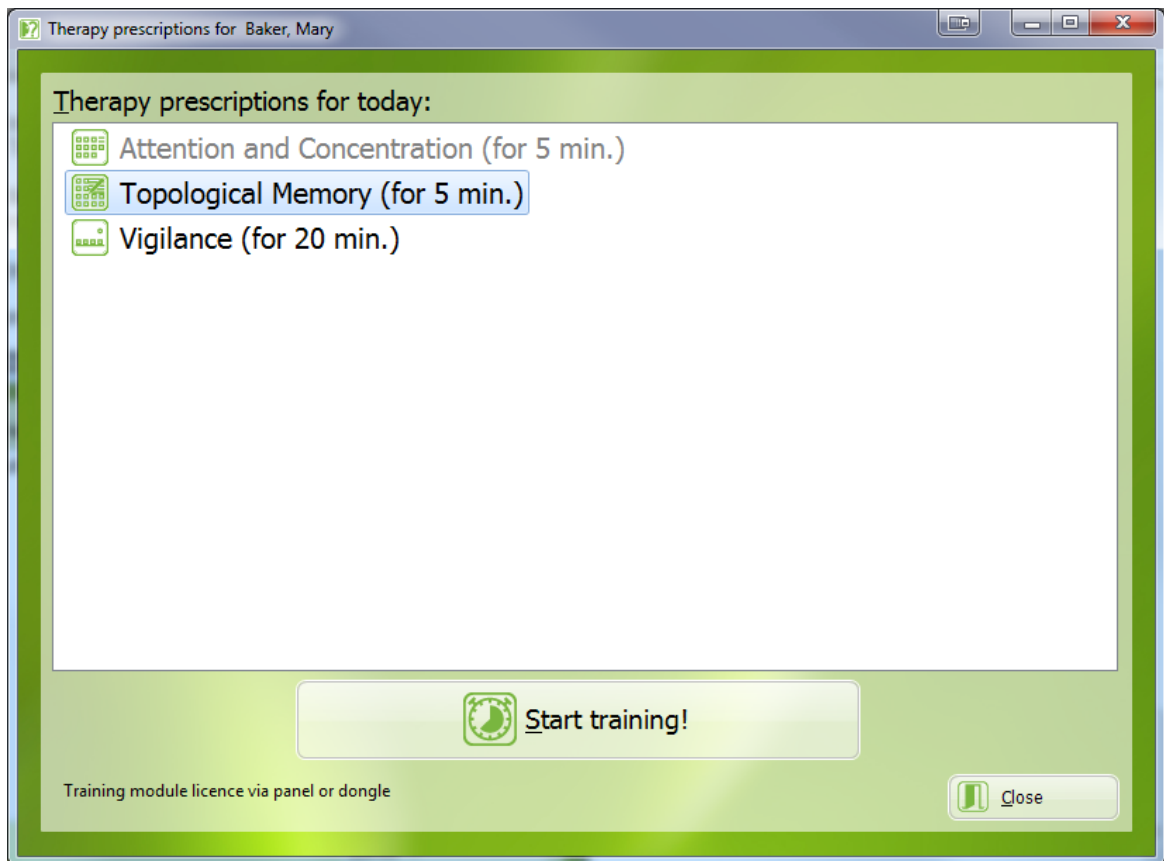 Therapy prescriptions for Baker, Mary
Therapy prescriptions for today:
Attention and Concentration (for 5 min.)
Topological Memory (for 5 min.)
Vigilance (for 20 min.)
Start training!
Training module licence via panel or dongle
Close